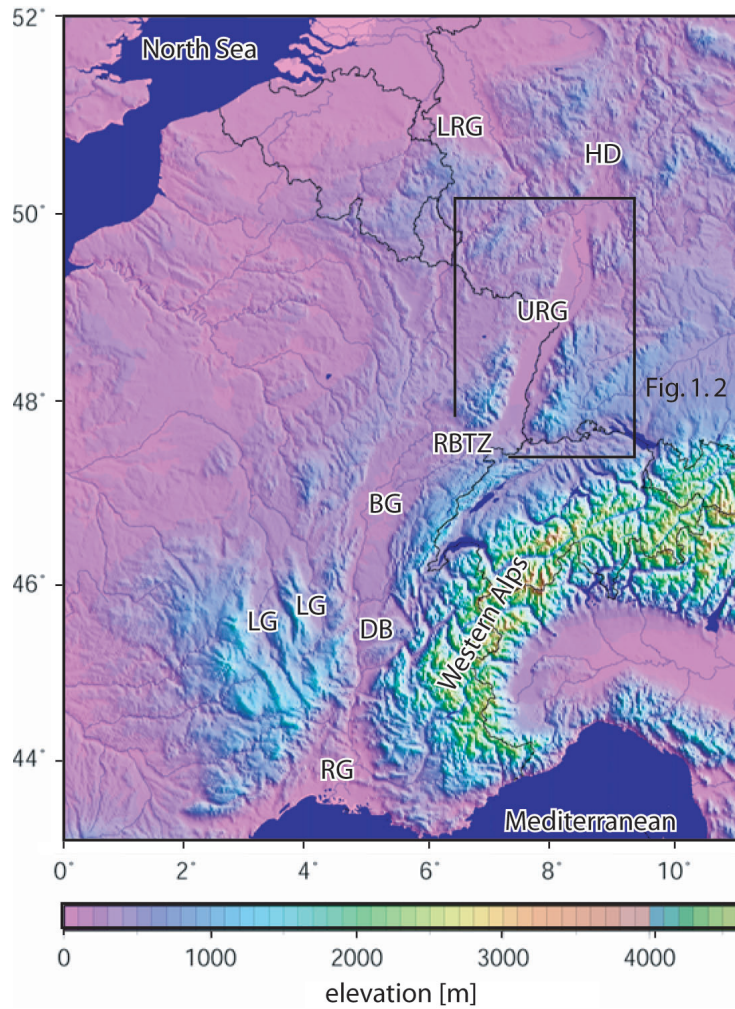 52°
North Sea
LRG
HD
50°
URG
Fig. 1. 2
48°
RBTZ
BG
46°
LG
LG
DB
Western Alps
44°
RG
Mediterranean
0° 2° 4° 6° 8° 10°
0 1000 2000 3000 4000
elevation [m]